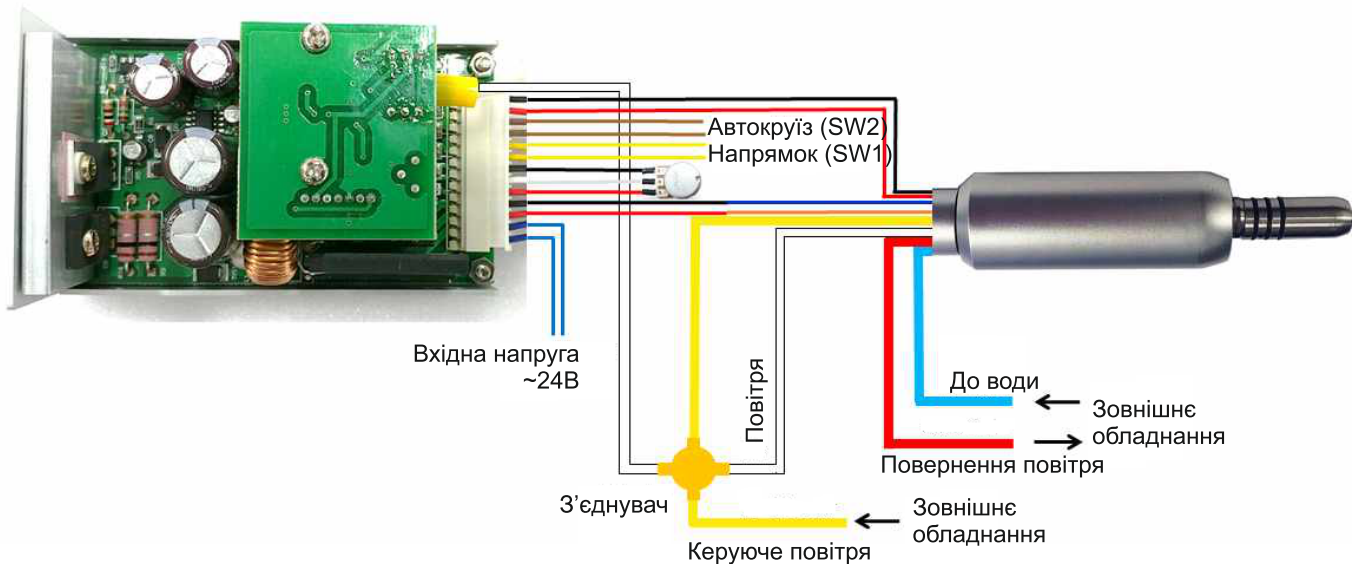 Автокруїз (SW2)
Напрямок (SW1)
Вхідна напруга
~24В
Повітря
До води
Зовнішнє
обладнання
Повернення повітря
З’єднувач
Зовнішнє
обладнання
Керуюче повітря